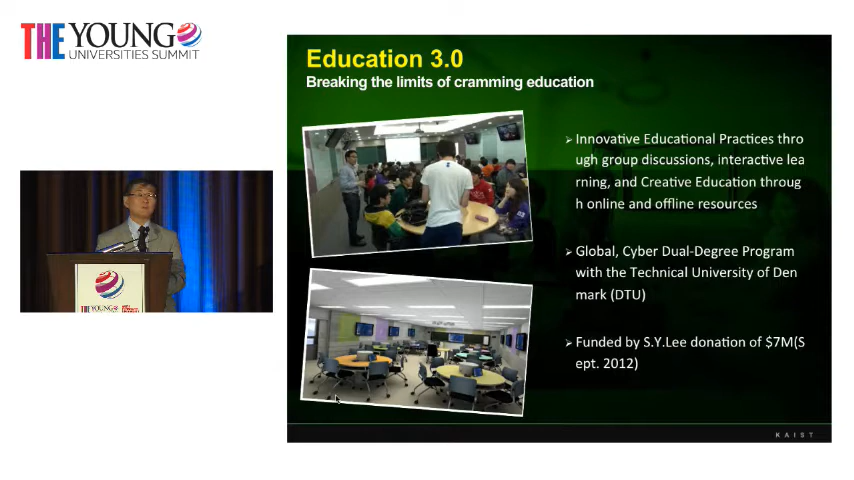 THE YOUNG
UNIVERSITIES SUMMIT
Education 3.0
Breaking the limits of cramming education
➢ Innovative Educational Practices thro
ugh group discussions, interactive lea
rning, and Creative Education throug
h online and offline resources
➢ Global, Cyber Dual-Degree Program
with the Technical University of Den
mark (DTU)
➢ Funded by S.Y.Lee donation of $7M(S
ept. 2012)
KAIST
THE YOUNG